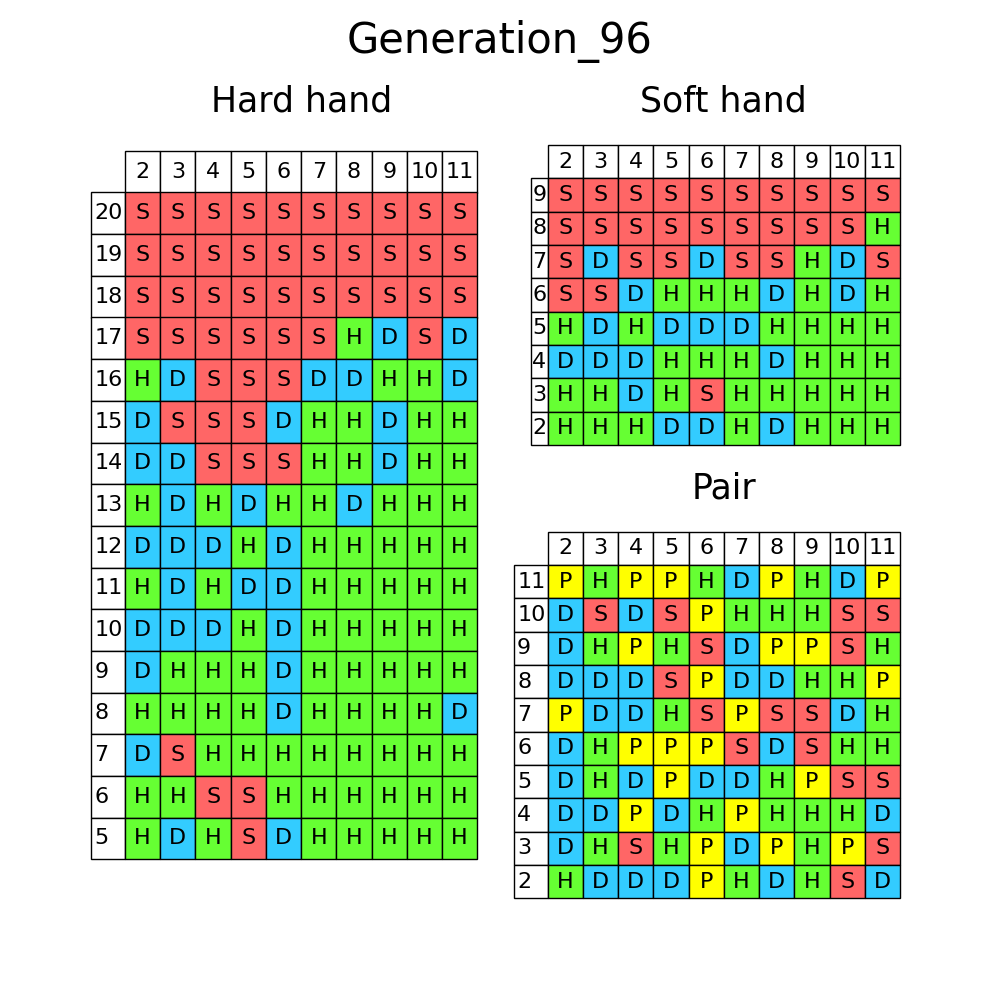 Generation_96
Hard hand
2 3 4 5 6 7 8 9 10 11
20 S S S S S S S S S S
19 S S S S S S S S S S
18 S S S S S S S S S S
17 S S S S S S H D S D
16 H D S S S D D H H D
15 D S S S D H H D H H
14 D D S S S H H D H H
13 H D H D H H D H H H
12 D D D H D H H H H H
11 H D H D D H H H H H
10 D D D H D H H H H H
9 D H H H D H H H H H
8 H H H H D H H H H D
7 D S H H H H H H H H
6 H H S S H H H H H H
5 H D H S D H H H H H
Soft hand
2 3 4 5 6 7 8 9 10 11
9 S S S S S S S S S S
8 S S S S S S S S S H
7 S D S S D S S H D S
6 S S D H H H D H D H
5 H D H D D D H H H H
4 D D D H H H D H H H
3 H H D H S H H H H H
2 H H H D D H D H H H
Pair
2 3 4 5 6 7 8 9 10 11
11 P H P P H D P H D P
10 D S D S P H H H S S
9 D H P H S D P P S H
8 D D D S P D D H H P
7 P D D H S P S S D H
6 D H P P P S D S H H
5 D H D P D D H P S S
4 D D P D H P H H H D
3 D H S H P D P H P S
2 H D D D P H D H S D